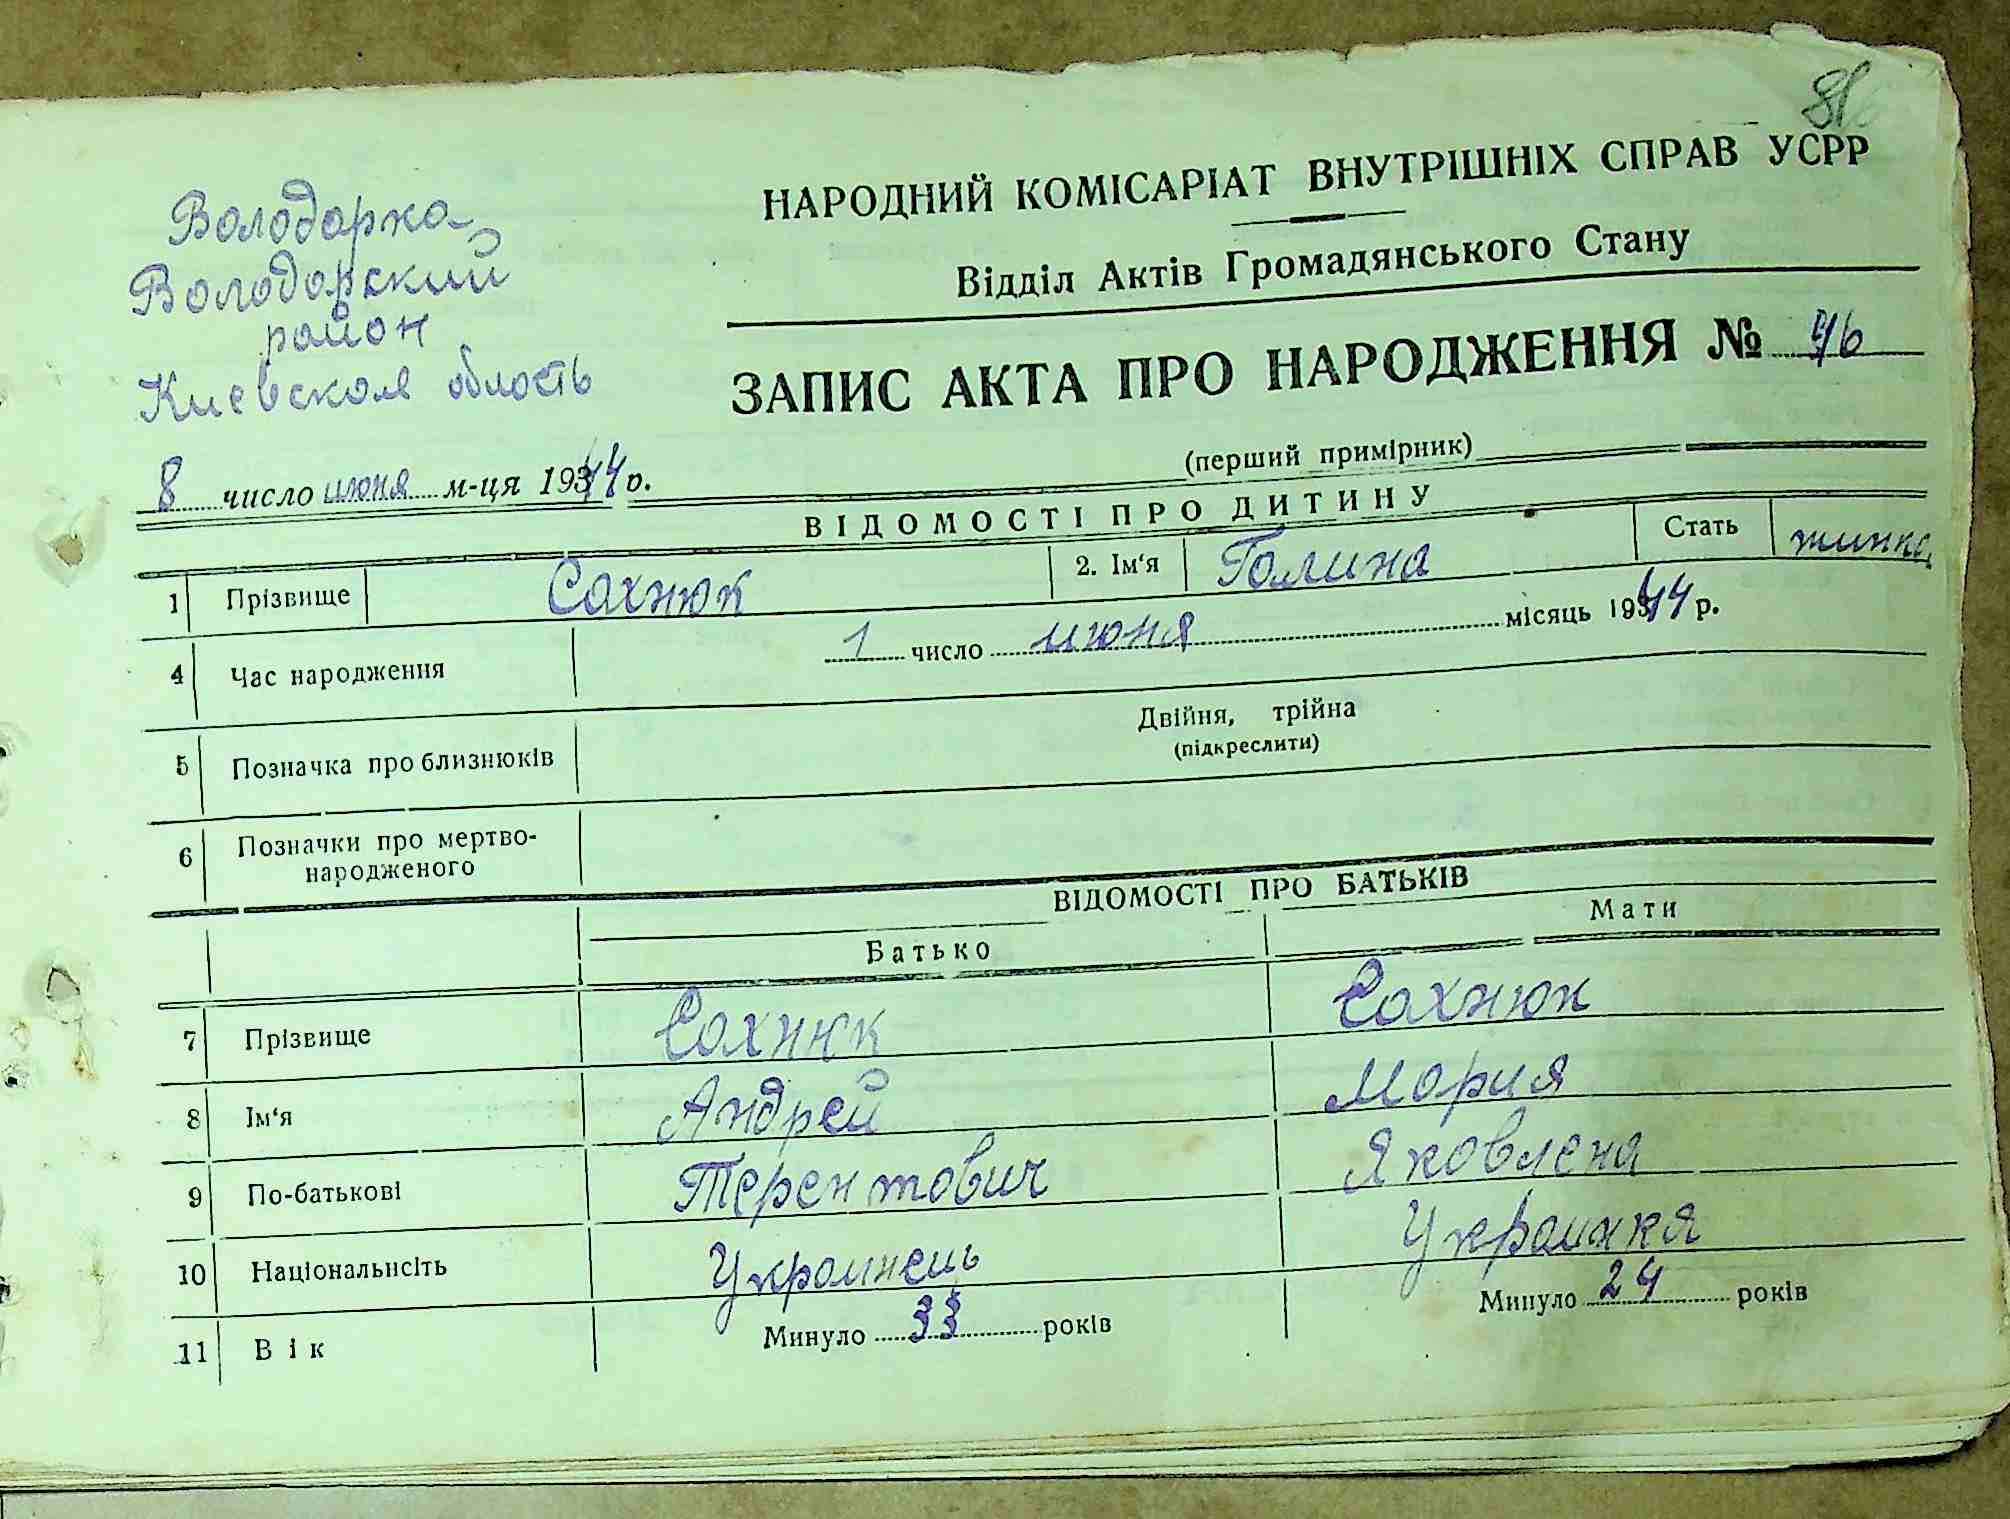 81
Володарка
Володарский
район
Киевской область
НАРОДНИЙ КОМІСАРІАТ ВНУТРІШНІХ СПРАВ УСРР
Відділ Актів Громадянського Стану
ЗАПИС АКТА ПРО НАРОДЖЕННЯ № 46
(перший примірник)
8 число июня м-ця 1944 р.
ВІДОМОСТІ ПРО ДИТИНУ
1 Прізвище Сахнюк 2. Ім‘я Галина Стать жинка
4 Час народження 1 число июня місяць 1944 р.
5 Позначка про близнюків Двійня, трійна
(підкреслити)
6 Позначки про мертво-
народженого
ВІДОМОСТІ ПРО БАТЬКІВ
Батько Мати
7 Прізвище Сахнюк Сахнюк
8 Ім‘я Андрей Мария
9 По-батькові Терентович Яковлена
10 Національнсіть Украинець Украинка
11 Вік Минуло 33 років Минуло 24 років